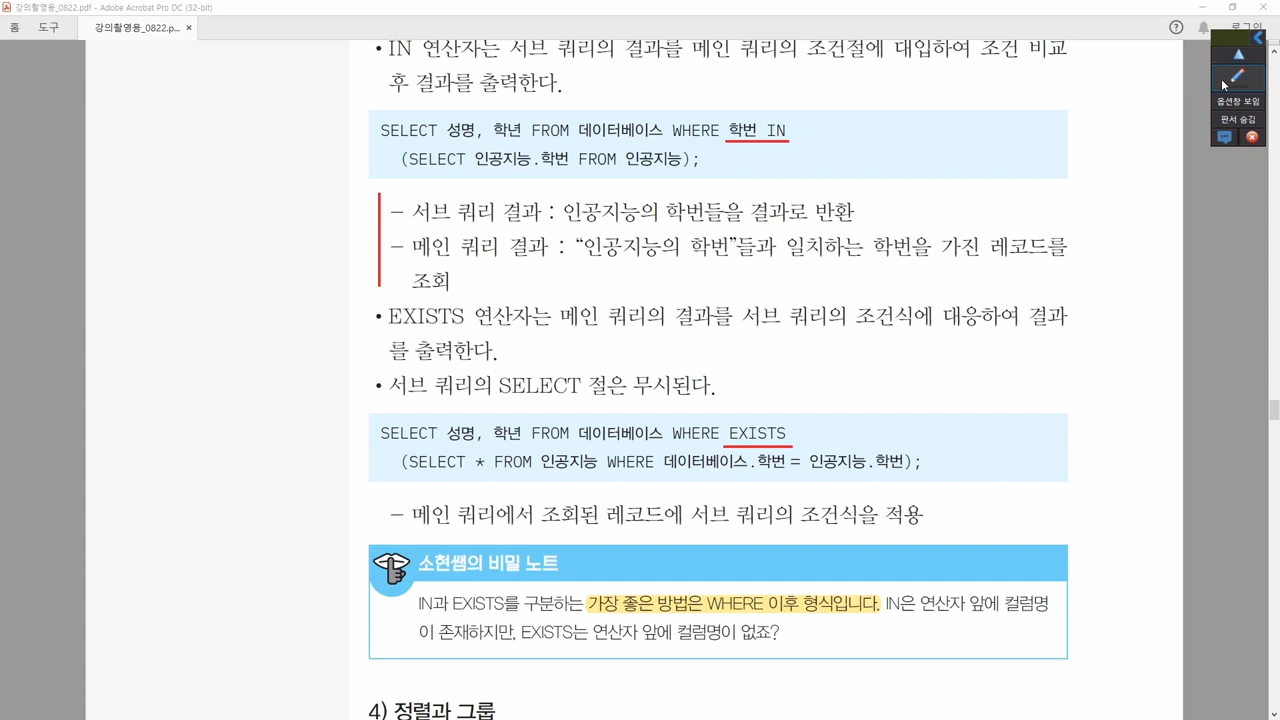 강의촬영용_0822.pdf - Adobe Acrobat Pro DC (32-bit)
홈 도구 강의촬영용_0822.p... × 로그인
• IN 연산자는 서브 쿼리의 결과를 메인 쿼리의 조건절에 대입하여 조건 비교
후 결과를 출력한다.
SELECT 성명, 학년 FROM 데이터베이스 WHERE 학번 IN
(SELECT 인공지능.학번 FROM 인공지능);
– 서브 쿼리 결과 : 인공지능의 학번들을 결과로 반환
– 메인 쿼리 결과 : “인공지능의 학번”들과 일치하는 학번을 가진 레코드를
조회
• EXISTS 연산자는 메인 쿼리의 결과를 서브 쿼리의 조건식에 대응하여 결과
를 출력한다.
• 서브 쿼리의 SELECT 절은 무시된다.
SELECT 성명, 학년 FROM 데이터베이스 WHERE EXISTS
(SELECT * FROM 인공지능 WHERE 데이터베이스.학번 = 인공지능.학번);
– 메인 쿼리에서 조회된 레코드에 서브 쿼리의 조건식을 적용
소현쌤의 비밀 노트
IN과 EXISTS를 구분하는 가장 좋은 방법은 WHERE 이후 형식입니다. IN은 연산자 앞에 컬럼명
이 존재하지만, EXISTS는 연산자 앞에 컬럼명이 없죠?
4) 정렬과 그룹
옵션창 보임
판서 숨김